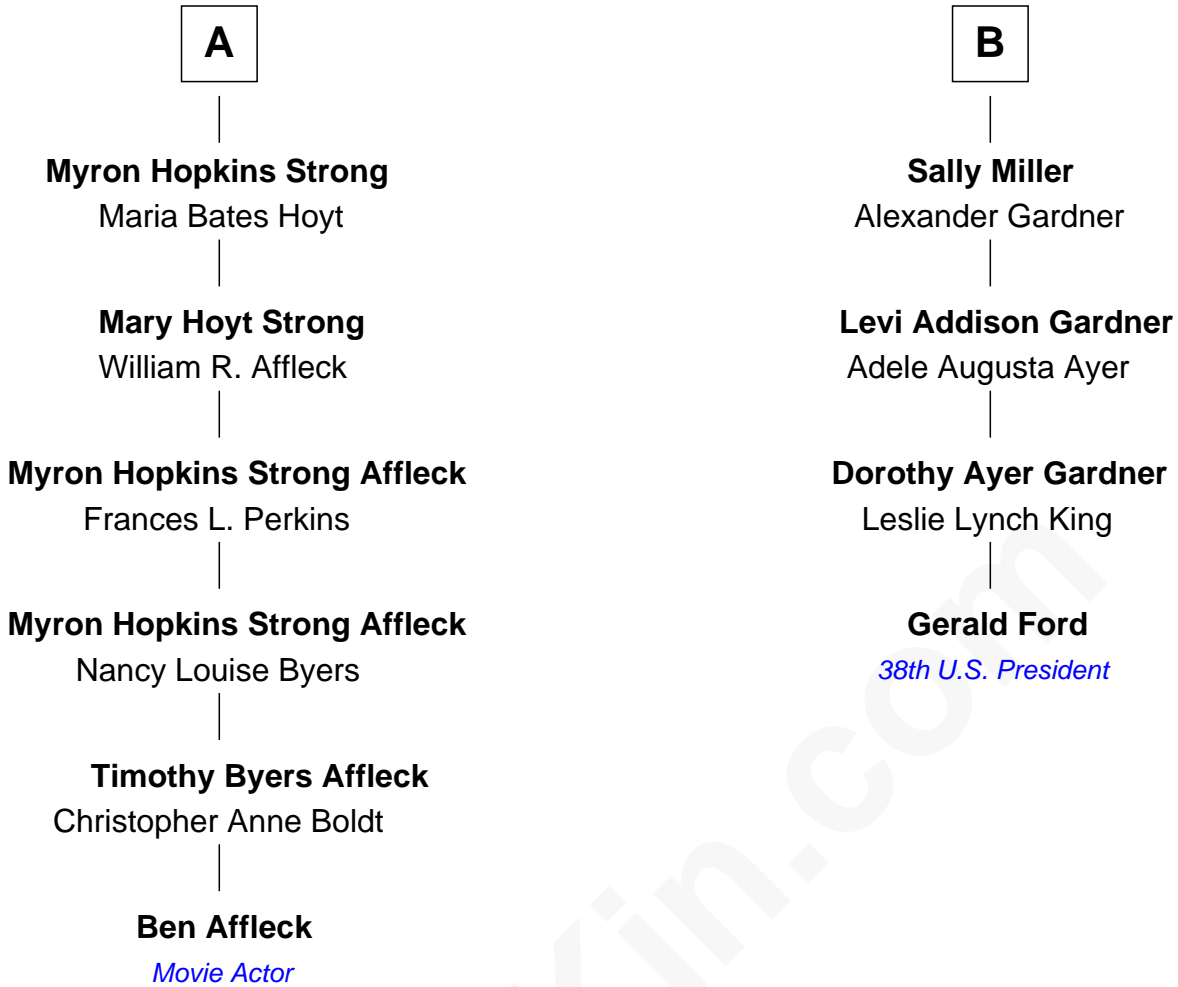 A
Myron Hopkins Strong
Maria Bates Hoyt
Mary Hoyt Strong
William R. Affleck
Myron Hopkins Strong Affleck
Frances L. Perkins
Myron Hopkins Strong Affleck
Nancy Louise Byers
Timothy Byers Affleck
Christopher Anne Boldt
Ben Affleck
Movie Actor
B
Sally Miller
Alexander Gardner
Levi Addison Gardner
Adele Augusta Ayer
Dorothy Ayer Gardner
Leslie Lynch King
Gerald Ford
38th U.S. President